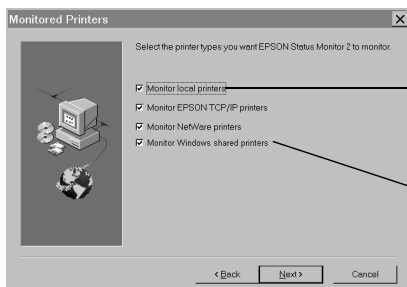 Monitored Printers
Select the printer types you want EPSON Status Monitor 2 to monitor.
Monitor local printers
Monitor EPSON TCP/IP printers
Monitor NetWare printers
Monitor Windows shared printers
< Back
Next >
Cancel